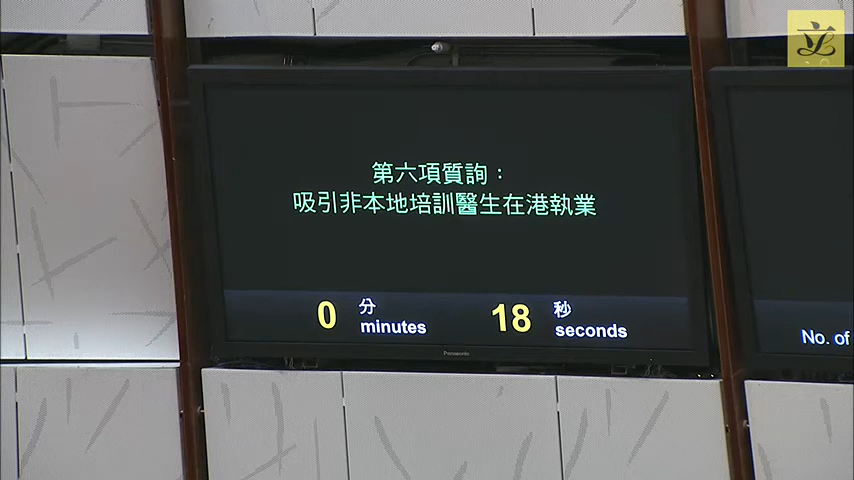 立
第六項質詢：
吸引非本地培訓醫生在港執業
0 分 minutes 18 秒 seconds
No. of
Panasonic